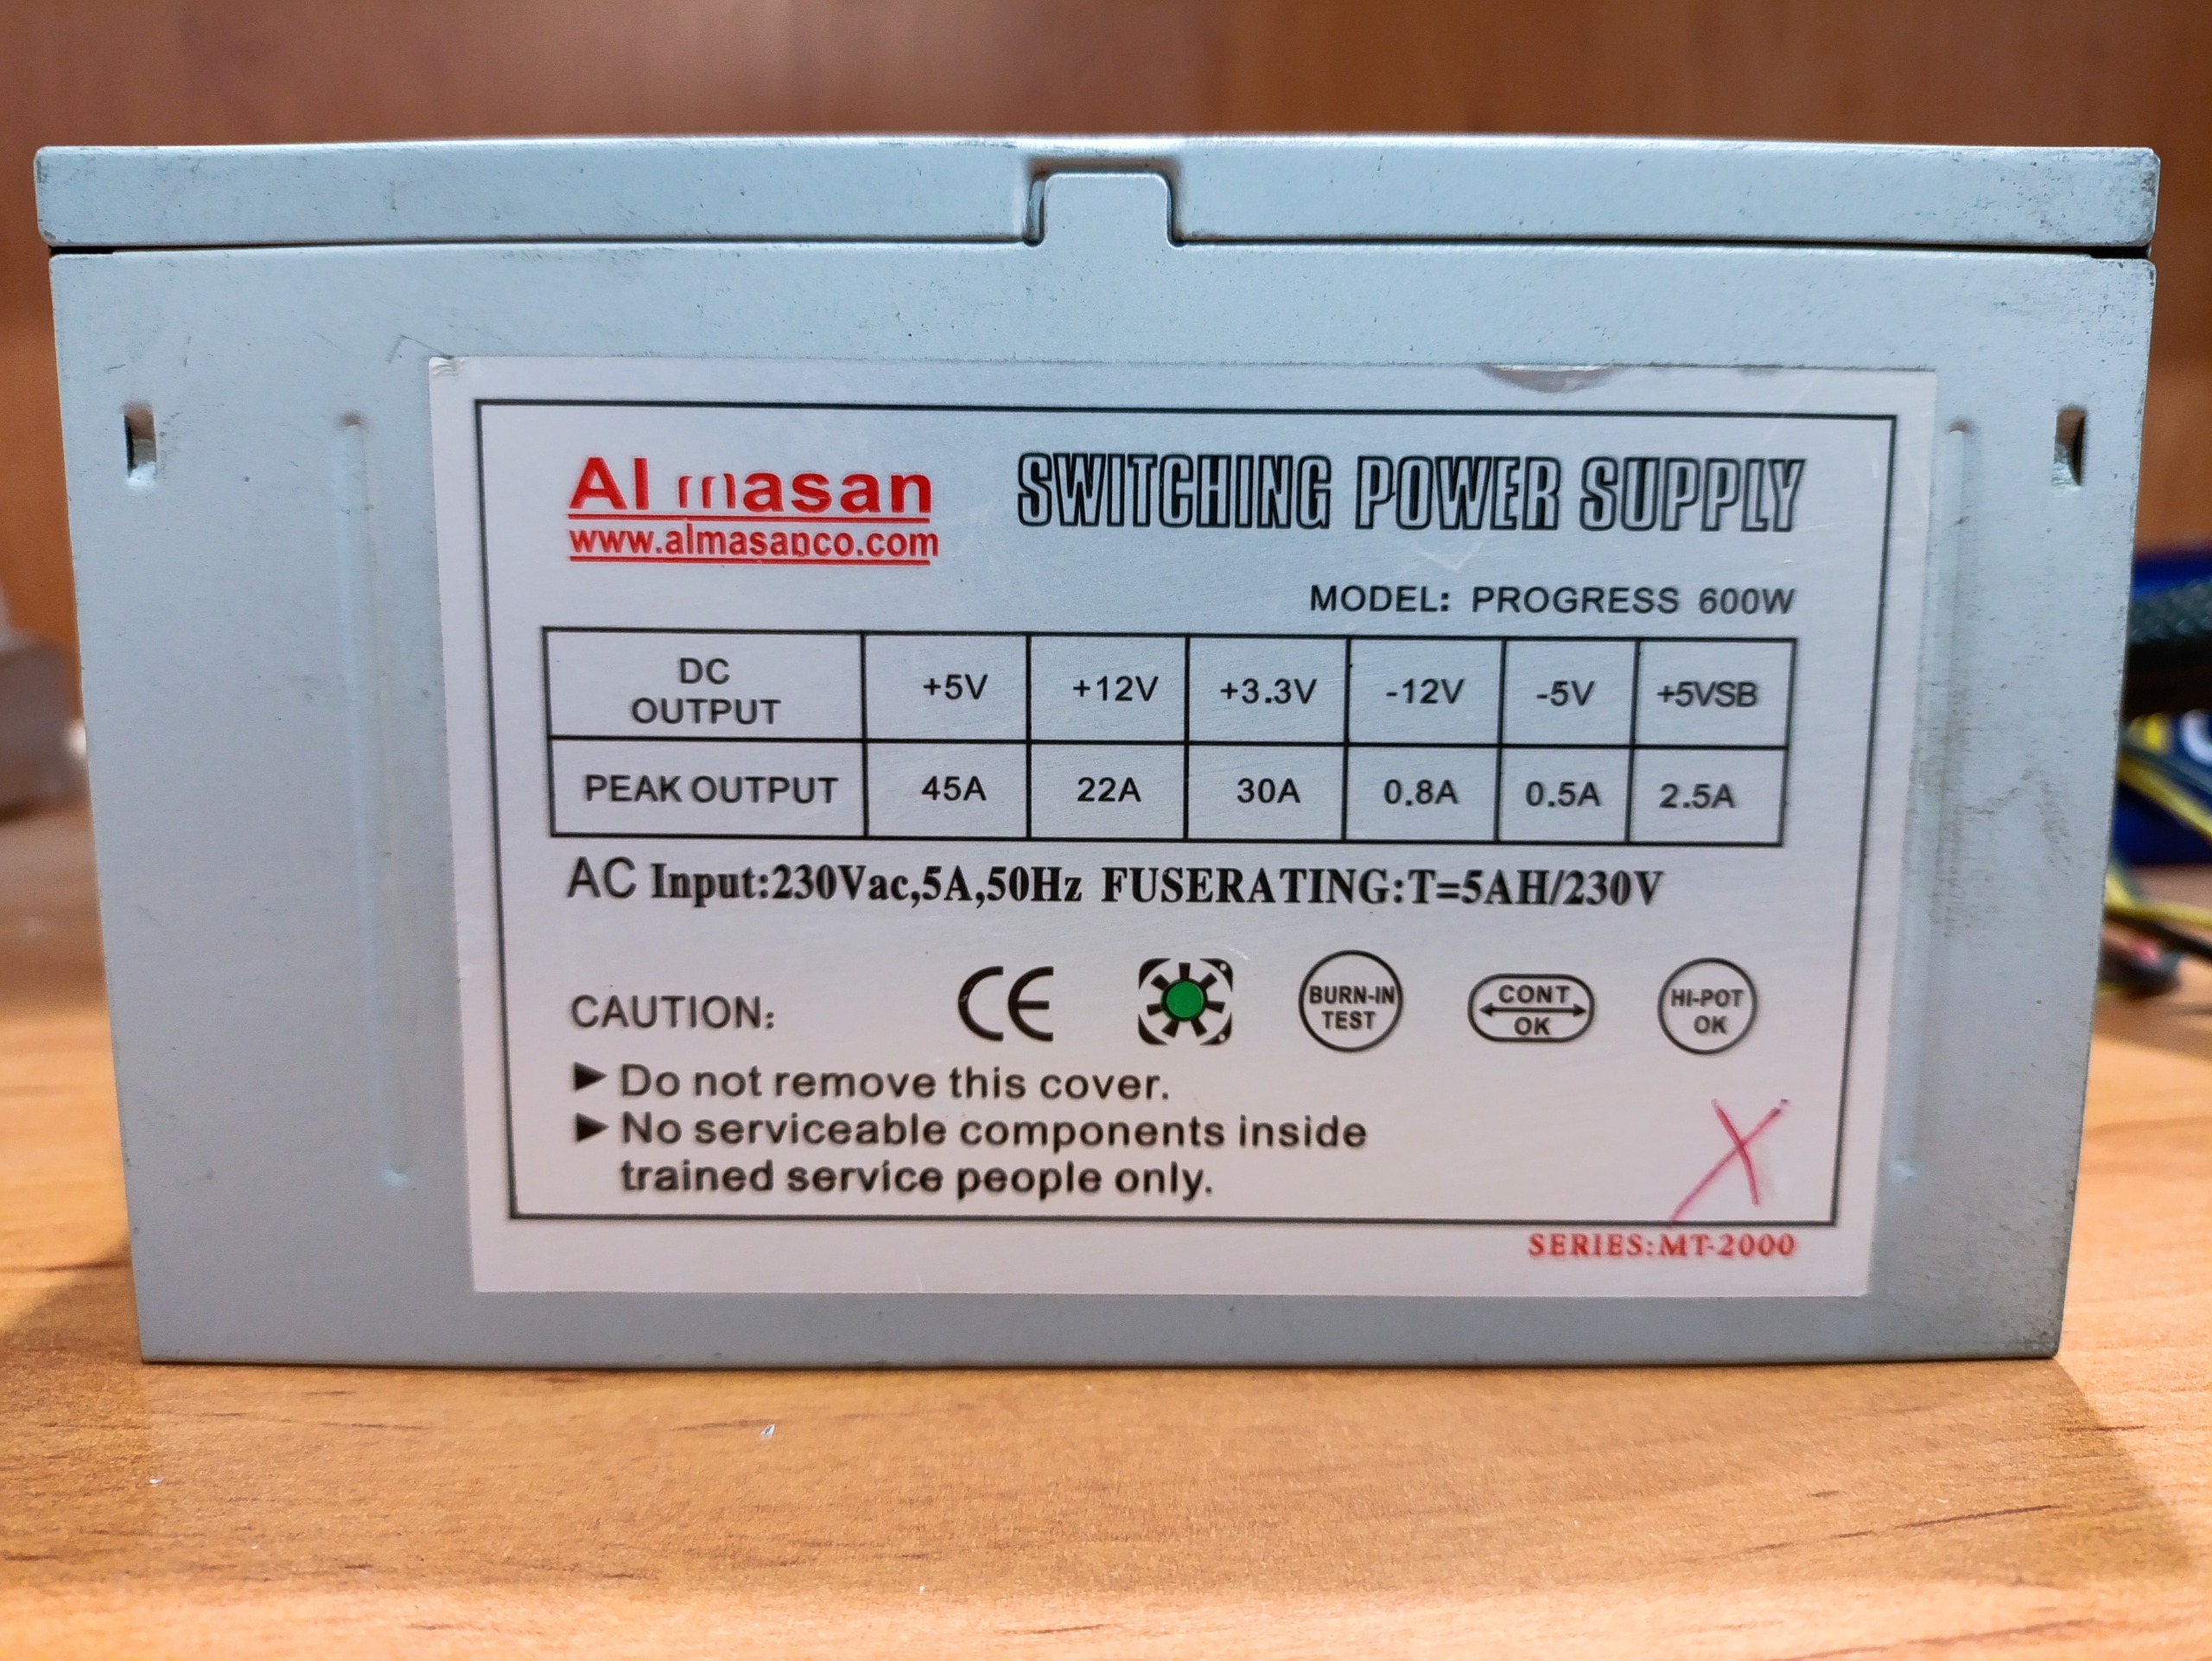 Almasan
www.almasanco.com
SWITCHING POWER SUPPLY
MODEL: PROGRESS 600W
DC OUTPUT +5V +12V +3.3V -12V -5V +5VSB
PEAK OUTPUT 45A 22A 30A 0.8A 0.5A 2.5A
AC Input:230Vac,5A,50Hz FUSERATING:T=5AH/230V
CAUTION: CE BURN-IN TEST CONT OK HI-POT OK
▶ Do not remove this cover.
▶ No serviceable components inside
trained service people only.
X
SERIES:MT-2000